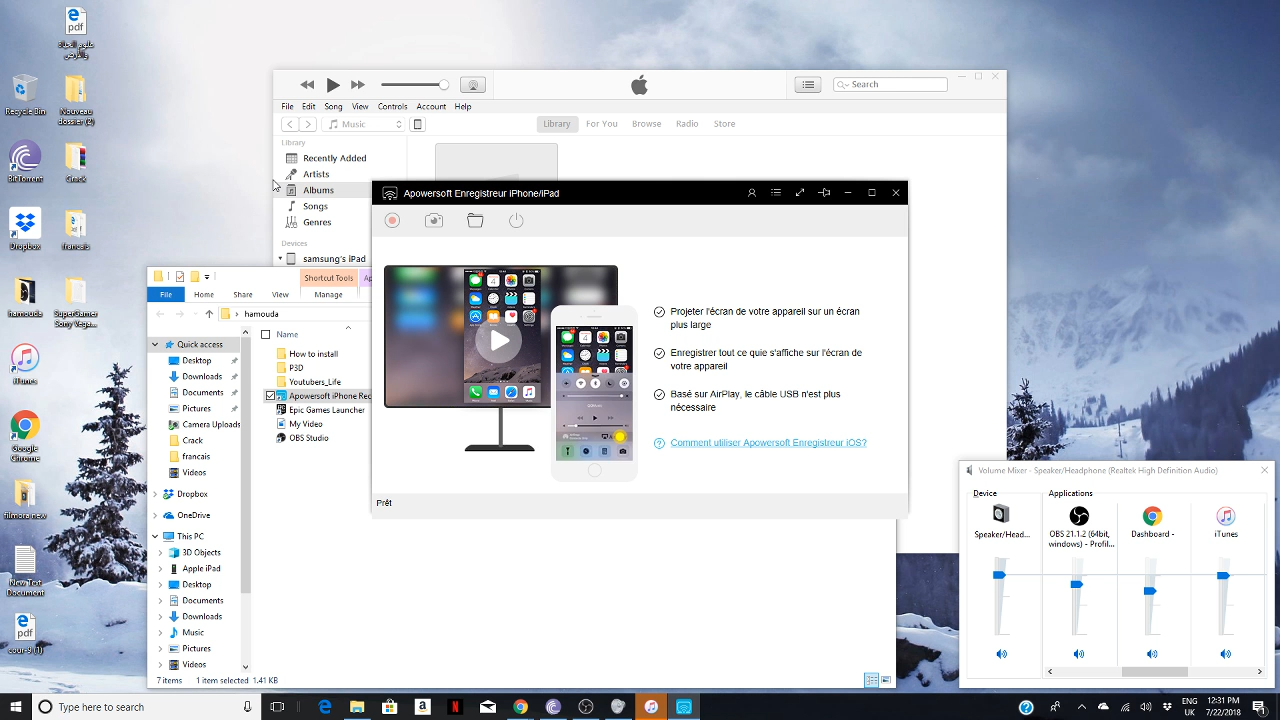 علوم الحياة
والأرض
Recycle Bin
Nouveau
dossier (2)
BitTorrent
Crack
Dropbox
francais
hamouda
SuperGamer
Sony Vega...
iTunes
Google
Chrome
filmora new
New Text
Document
cour-9 (1)
Search
File Edit Song View Controls Account Help
Music
Library For You Browse Radio Store
Library
Recently Added
Artists
Albums
Songs
Genres
Devices
samsung's iPad
Apowersoft Enregistreur iPhone/iPad
Projeter l'écran de votre appareil sur un écran
plus large
Enregistrer tout ce quie s'affiche sur l'écran de
votre appareil
Basé sur AirPlay, le câble USB n'est plus
nécessaire
Comment utiliser Apowersoft Enregistreur iOS?
Prêt
Shortcut Tools
File Home Share View Manage
hamouda
Name
Quick access
Desktop
Downloads
Documents
Pictures
Camera Uploads
Crack
francais
Videos
Dropbox
OneDrive
This PC
3D Objects
Apple iPad
Desktop
Documents
Downloads
Music
Pictures
Videos
How to install
P3D
Youtubers_Life
Apowersoft iPhone Rec
Epic Games Launcher
My Video
OBS Studio
7 items 1 item selected 1.41 KB
Volume Mixer - Speaker/Headphone (Realtek High Definition Audio)
Device Applications
Speaker/Head...
OBS 21.1.2 (64bit,
windows) - Profil...
Dashboard -
iTunes
Type here to search
ENG
UK
12:31 PM
7/22/2018